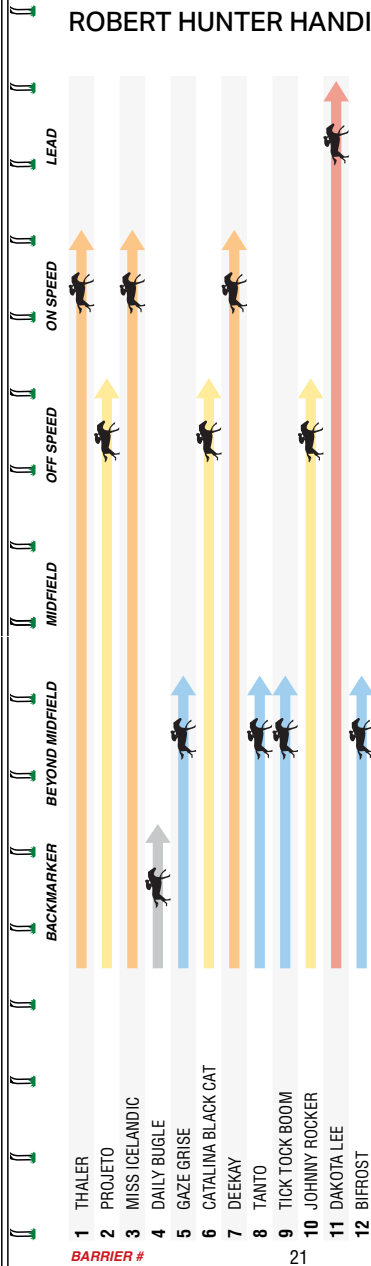 ROBERT HUNTER HANDI
LEAD
ON SPEED
OFF SPEED
MIDFIELD
BEYOND MIDFIELD
BACKMARKER
1 THALER
2 PROJETO
3 MISS ICELANDIC
4 DAILY BUGLE
5 GAZE GRISE
6 CATALINA BLACK CAT
7 DEEKAY
8 TANTO
9 TICK TOCK BOOM
10 JOHNNY ROCKER
11 DAKOTA LEE
12 BIFROST
BARRIER #
21